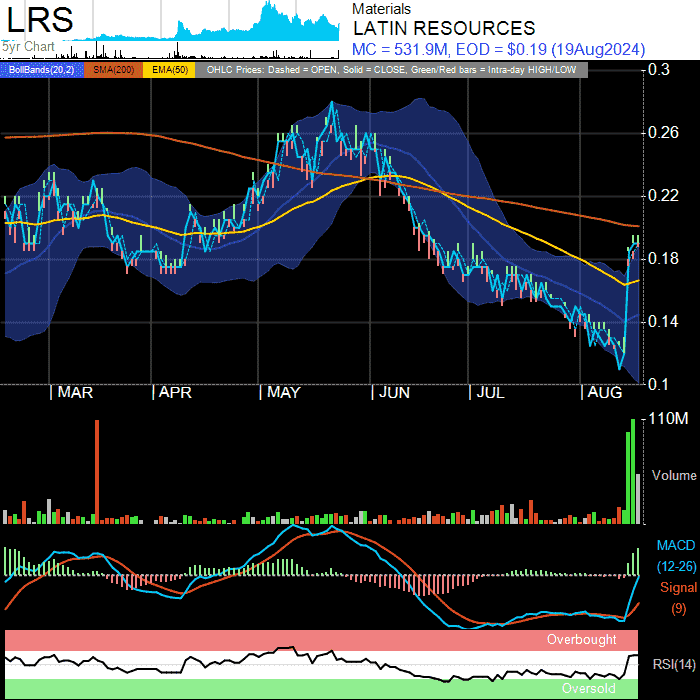 LRS
5yr Chart
Materials
LATIN RESOURCES
MC = 531.9M, EOD = $0.19 (19Aug2024)
BollBands(20,2) SMA(200) EMA(50) OHLC Prices: Dashed = OPEN, Solid = CLOSE, Green/Red bars = Intra-day HIGH/LOW
0.3
0.26
0.22
0.18
0.14
0.1
MAR APR MAY JUN JUL AUG
110M
Volume
MACD
(12-26)
Signal
(9)
Overbought
RSI(14)
Oversold